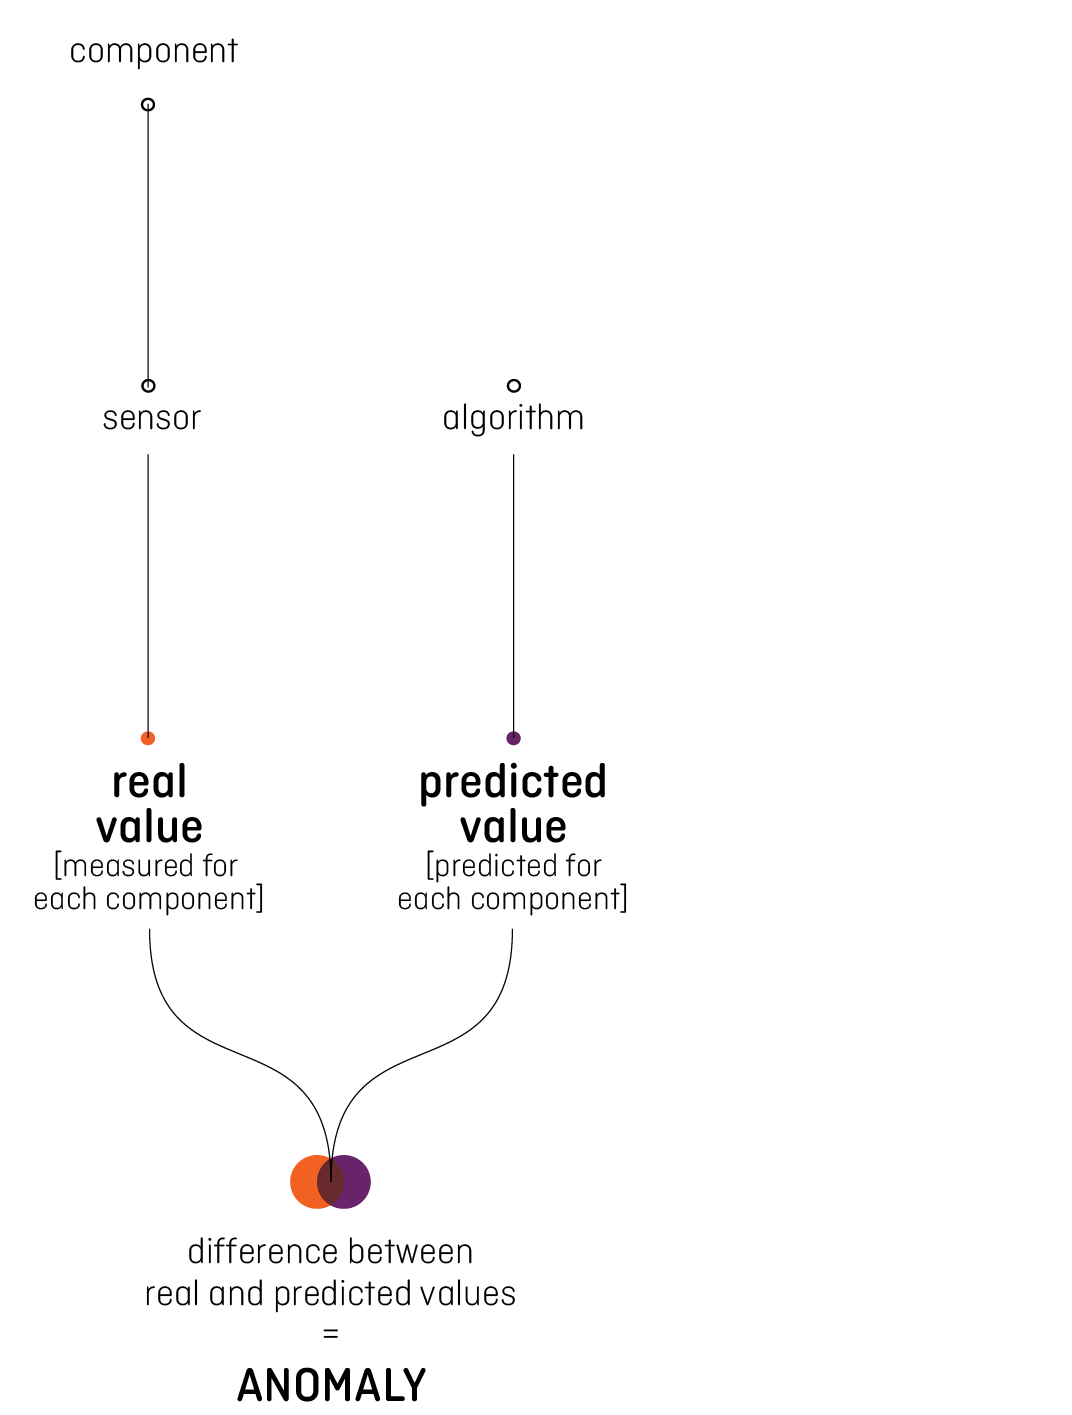 component
sensor
algorithm
real
value
[measured for
each component]
predicted
value
[predicted for
each component]
difference between
real and predicted values
=
ANOMALY